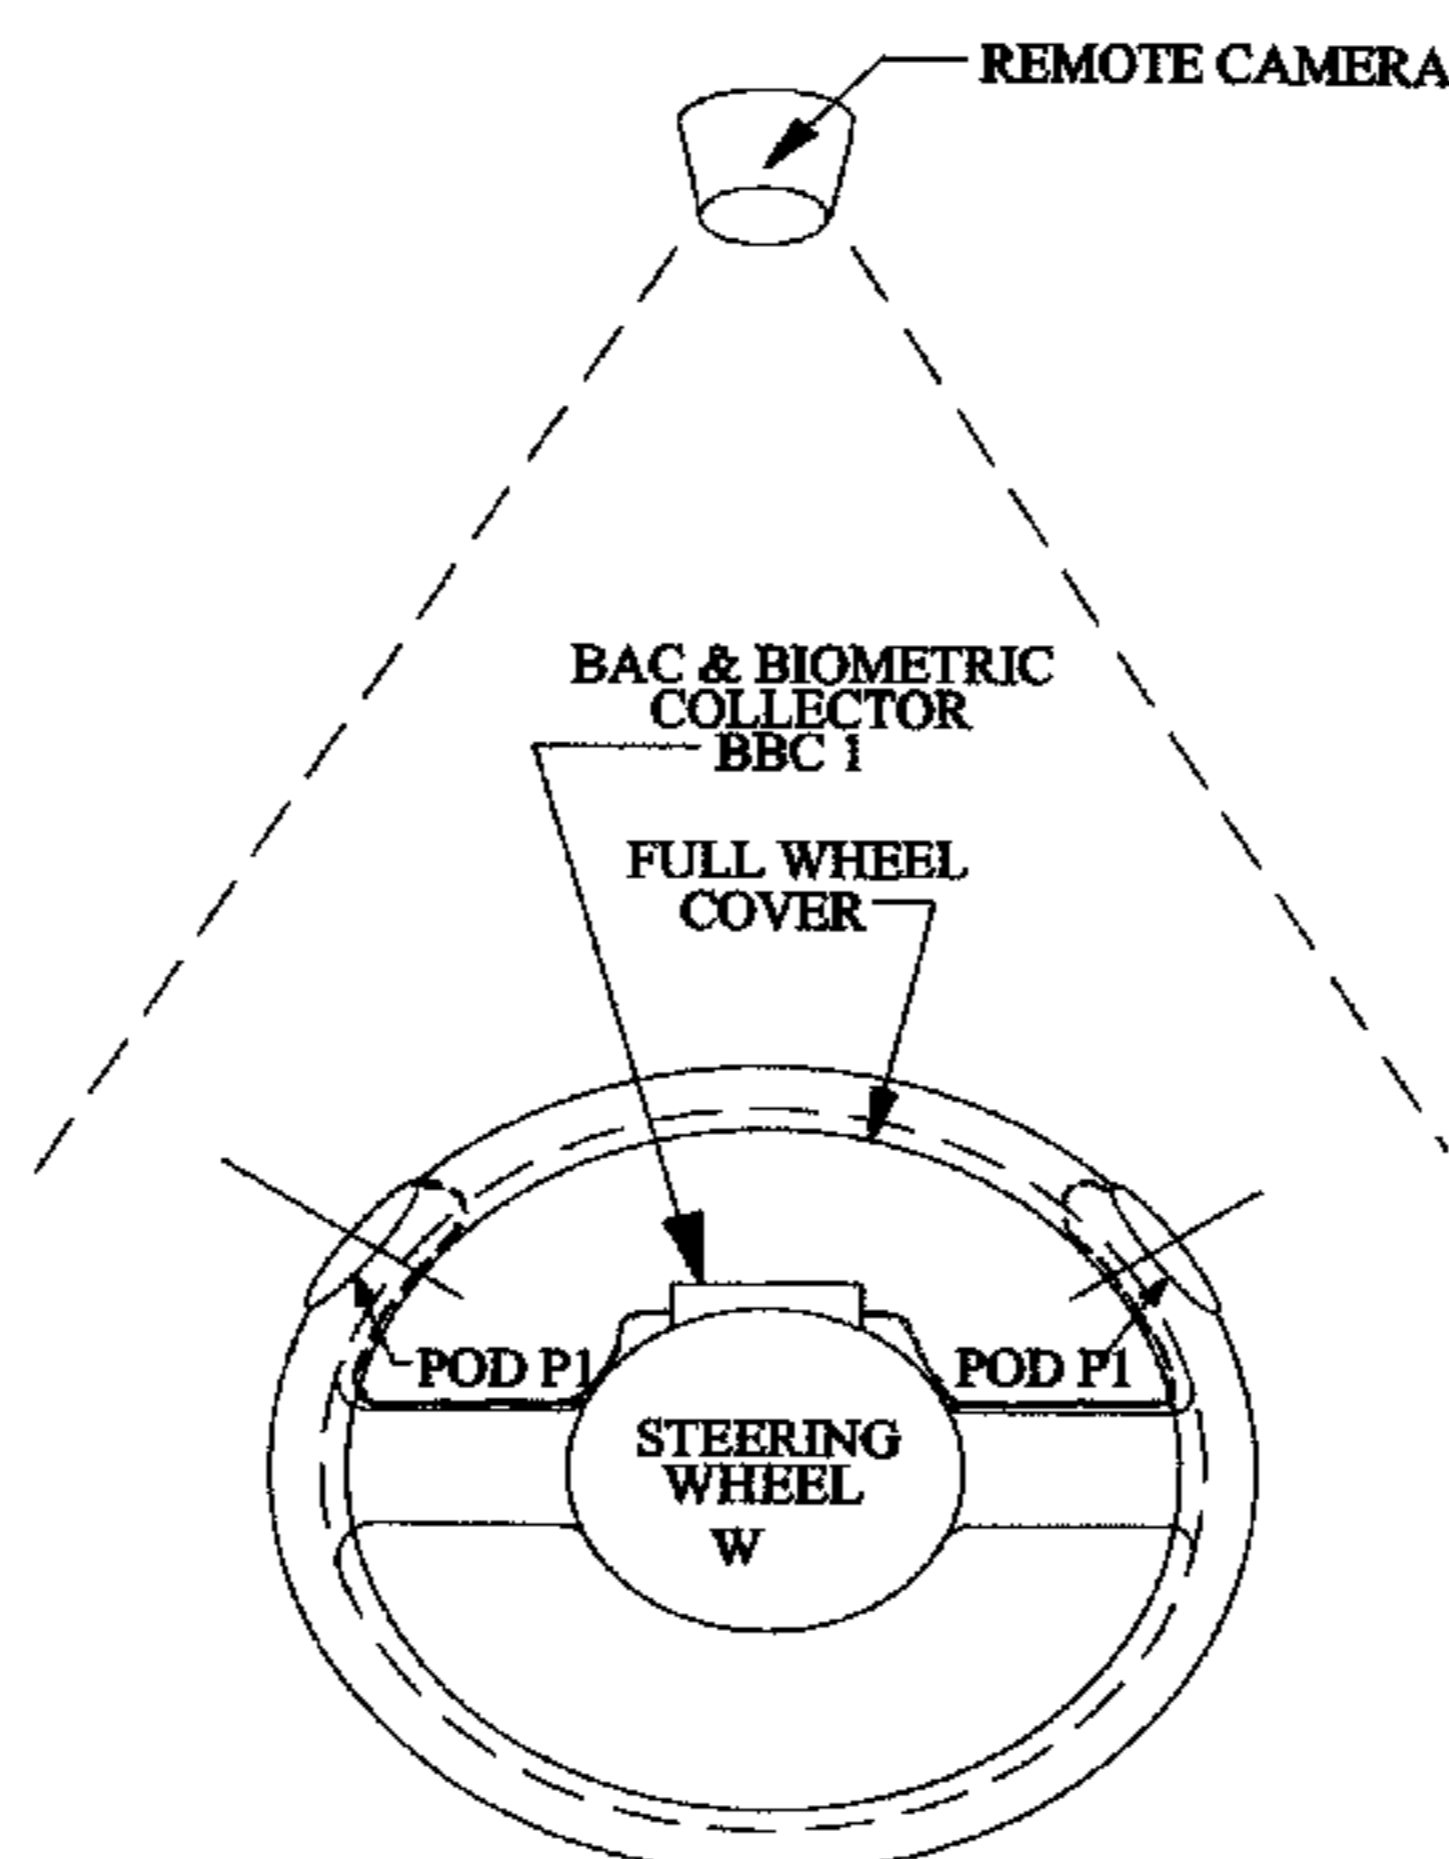 REMOTE CAMERA
BAC & BIOMETRIC
COLLECTOR
BBC 1
FULL WHEEL
COVER
POD P1
POD P1
STEERING
WHEEL
W